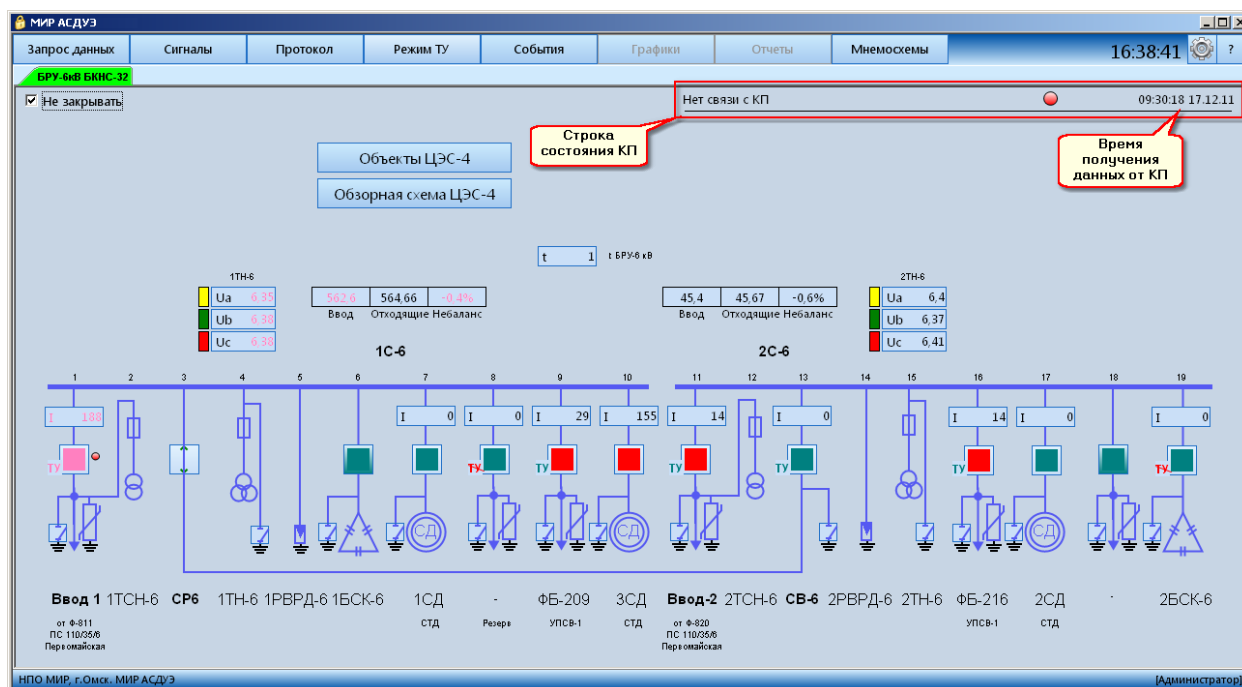 МИР АСДУЭ
Запрос данных Сигналы Протокол Режим ТУ События Графики Отчеты Мнемосхемы 16:38:41 ?
БРУ-6кВ БКНС-32
Не закрывать
Нет связи с КП 09:30:18 17.12.11
Строка
состояния КП
Время
получения
данных от КП
Объекты ЦЭС-4
Обзорная схема ЦЭС-4
t 1 t БРУ-6 кВ
1ТН-6
Ua 6,35
Ub 6,38
Uc 6,38
562,6 564,66 -0,4%
Ввод Отходящие Небаланс
45,4 45,67 -0,6%
Ввод Отходящие Небаланс
2ТН-6
Ua 6,4
Ub 6,37
Uc 6,41
1С-6 2С-6
1 2 3 4 5 6 7 8 9 10 11 12 13 14 15 16 17 18 19
I 188 I 0 I 0 I 29 I 155 I 14 I 0 I 14 I 0 I 0
ТУ ТУ ТУ ТУ ТУ ТУ ТУ
СД СД СД
Ввод 1 1ТСН-6 СР6 1ТН-6 1РВРД-6 1БСК-6 1СД - ФБ-209 3СД Ввод-2 2ТСН-6 СВ-6 2РВРД-6 2ТН-6 ФБ-216 2СД - 2БСК-6
от Ф-811 СТД Резерв УПСВ-1 СТД от Ф-820 УПСВ-1 СТД
ПС 110/35/6 ПС 110/35/6
Первомайская Первомайская
НПО МИР, г.Омск. МИР АСДУЭ [Администратор]